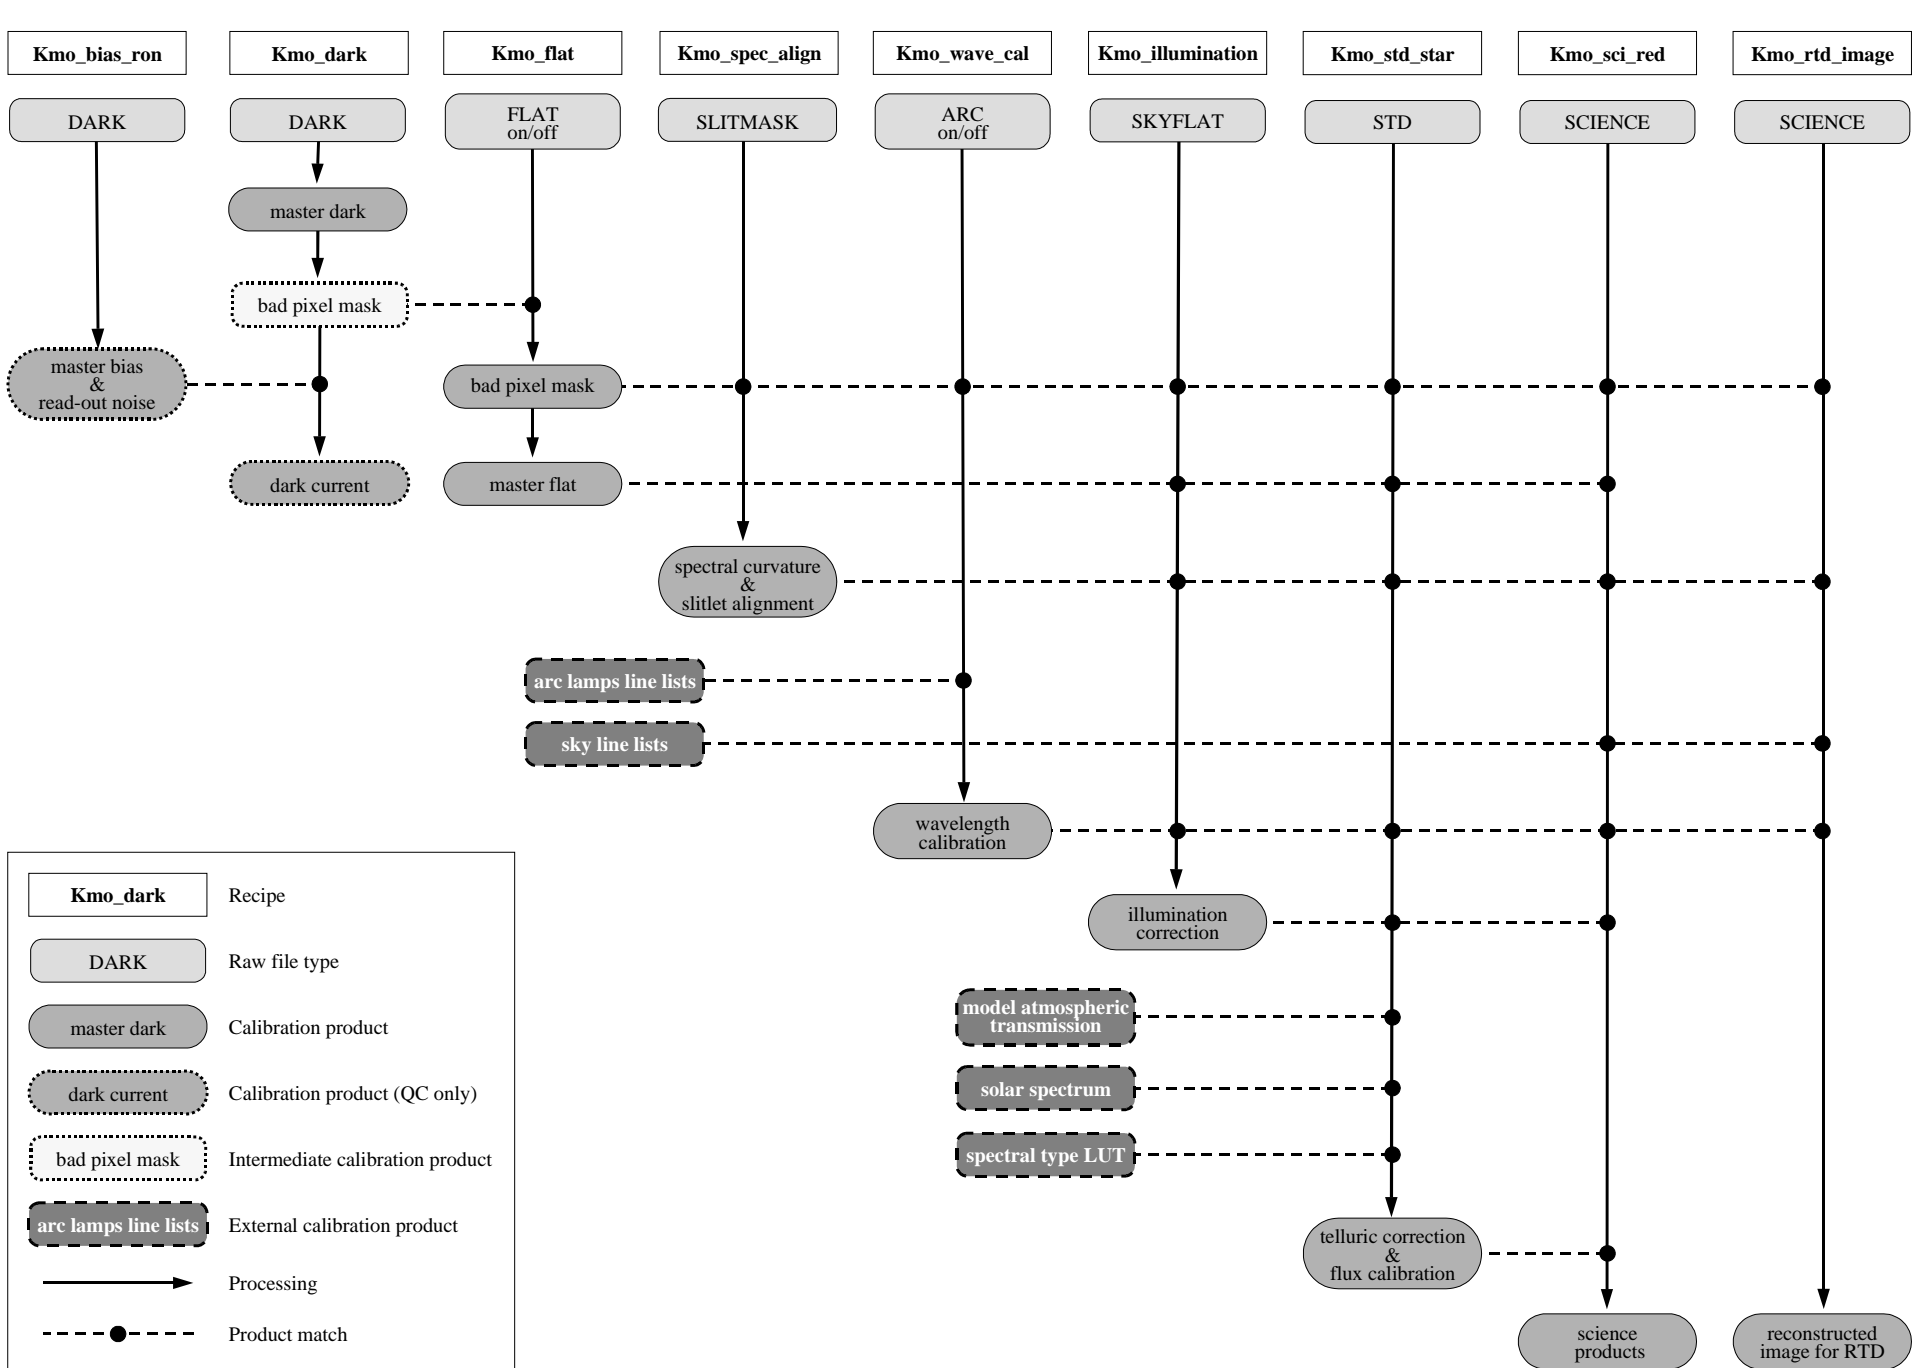 Kmo_bias_ron
Kmo_dark
Kmo_flat
Kmo_spec_align
Kmo_wave_cal
Kmo_illumination
Kmo_std_star
Kmo_sci_red
Kmo_rtd_image
DARK
DARK
FLAT
on/off
SLITMASK
ARC
on/off
SKYFLAT
STD
SCIENCE
SCIENCE
master dark
bad pixel mask
master bias
&
read-out noise
bad pixel mask
dark current
master flat
spectral curvature
&
slitlet alignment
arc lamps line lists
sky line lists
wavelength
calibration
illumination
correction
model atmospheric
transmission
solar spectrum
spectral type LUT
telluric correction
&
flux calibration
science
products
reconstructed
image for RTD
Kmo_dark
Recipe
DARK
Raw file type
master dark
Calibration product
dark current
Calibration product (QC only)
bad pixel mask
Intermediate calibration product
arc lamps line lists
External calibration product
Processing
Product match